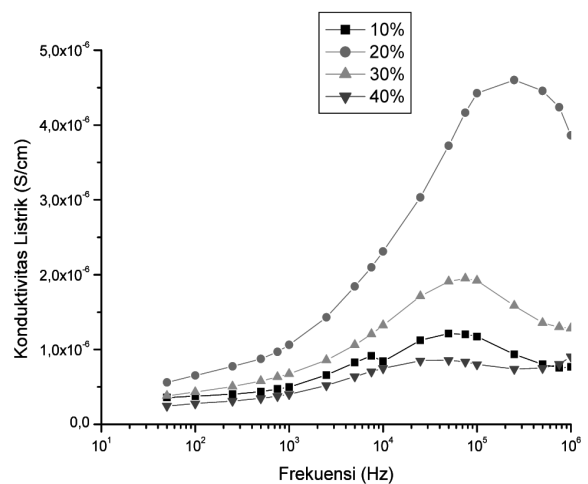 10%
20%
30%
40%
5,0x10⁻⁶
4,0x10⁻⁶
3,0x10⁻⁶
2,0x10⁻⁶
1,0x10⁻⁶
0,0
Konduktivitas Listrik (S/cm)
10¹ 10² 10³ 10⁴ 10⁵ 10⁶
Frekuensi (Hz)